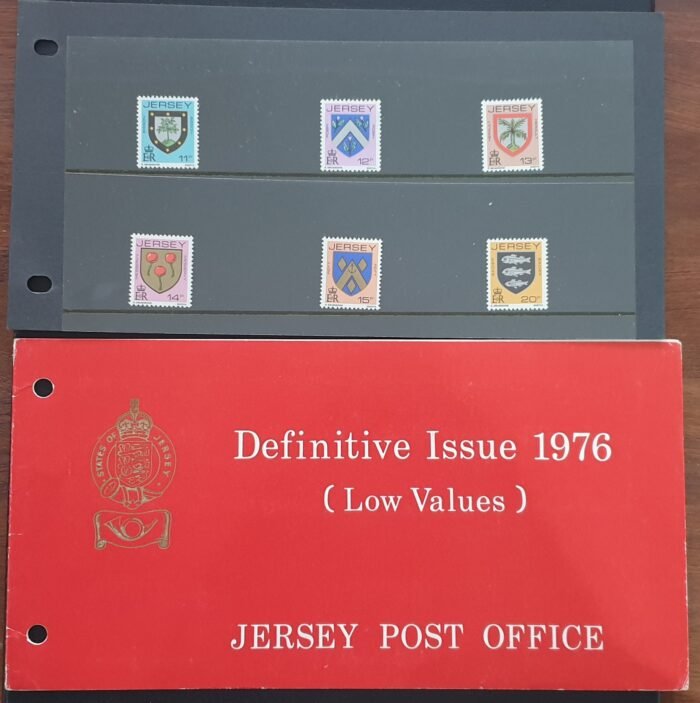 JERSEY
11p
JERSEY
12p
JERSEY
13p
JERSEY
14p
JERSEY
15p
JERSEY
20p
STATES OF JERSEY
Definitive Issue 1976
( Low Values )
JERSEY POST OFFICE